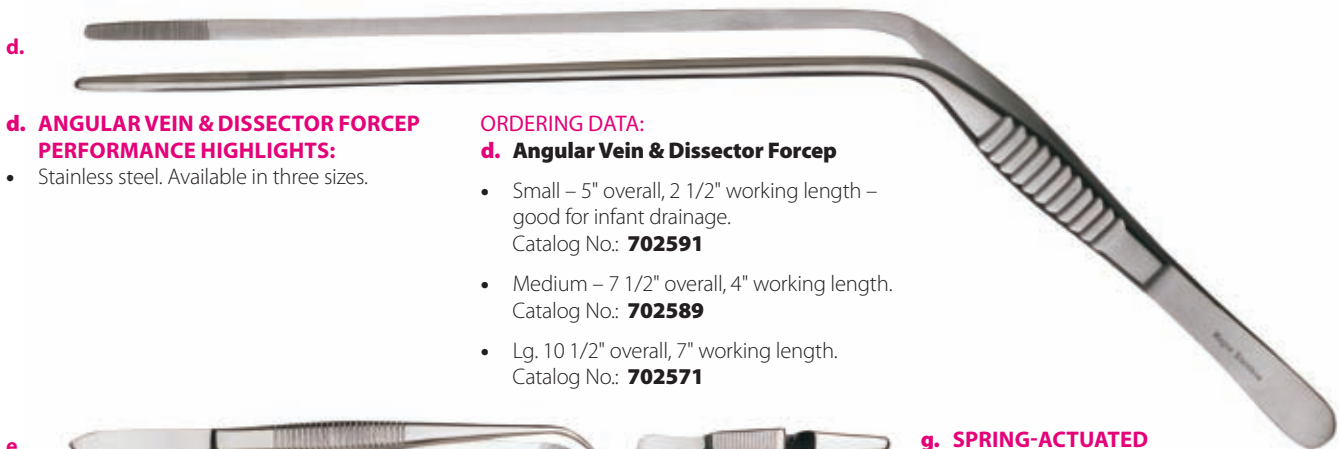 d.
d. ANGULAR VEIN & DISSECTOR FORCEP
PERFORMANCE HIGHLIGHTS:
• Stainless steel. Available in three sizes.
ORDERING DATA:
d. Angular Vein & Dissector Forcep
• Small – 5" overall, 2 1/2" working length –
good for infant drainage.
Catalog No.: 702591
• Medium – 7 1/2" overall, 4" working length.
Catalog No.: 702589
• Lg. 10 1/2" overall, 7" working length.
Catalog No.: 702571
e
g. SPRING-ACTUATED